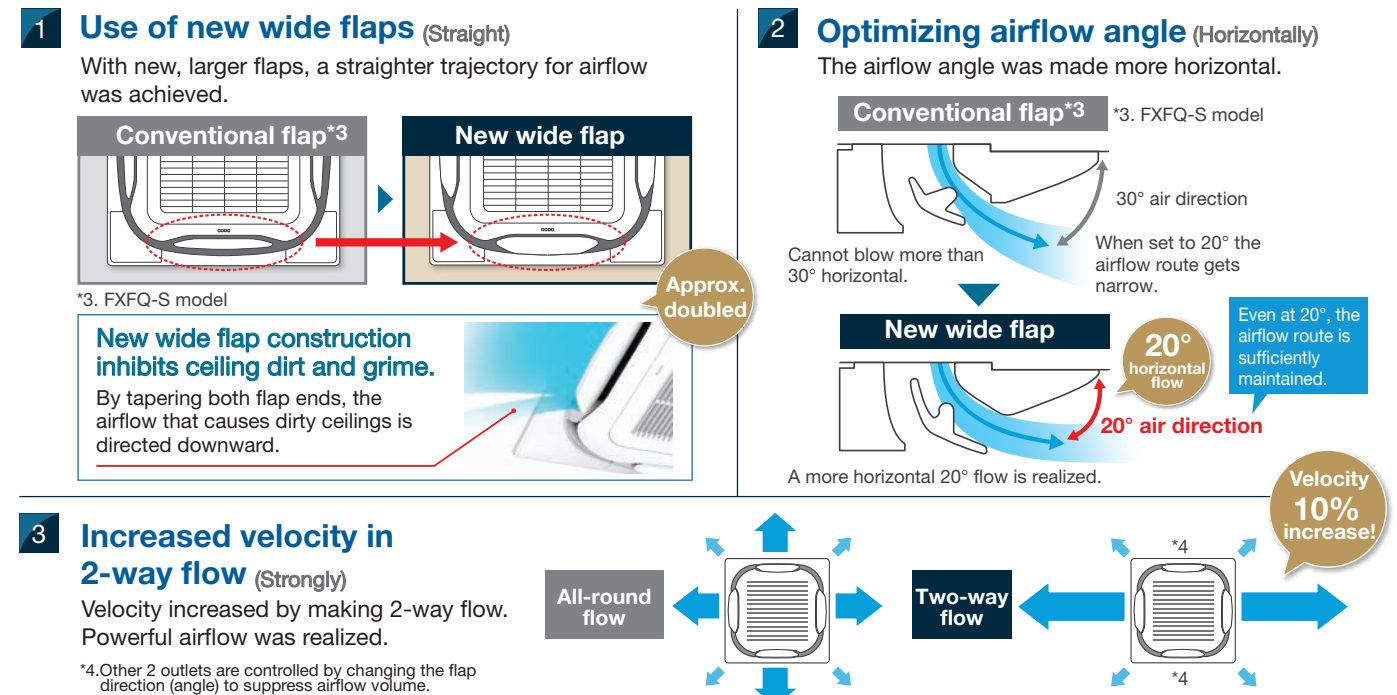 1
Use of new wide flaps (Straight)
With new, larger flaps, a straighter trajectory for airflow
was achieved.
Conventional flap*3
New wide flap
*3. FXFQ-S model
Approx.
doubled
New wide flap construction
inhibits ceiling dirt and grime.
By tapering both flap ends, the
airflow that causes dirty ceilings is
directed downward.
2
Optimizing airflow angle (Horizontally)
The airflow angle was made more horizontal.
Conventional flap*3
*3. FXFQ-S model
30° air direction
Cannot blow more than
30° horizontal.
When set to 20° the
airflow route gets
narrow.
New wide flap
20°
horizontal
flow
Even at 20°, the
airflow route is
sufficiently
maintained.
20° air direction
A more horizontal 20° flow is realized.
3
Increased velocity in
2-way flow (Strongly)
Velocity increased by making 2-way flow.
Powerful airflow was realized.
*4.Other 2 outlets are controlled by changing the flap
direction (angle) to suppress airflow volume.
All-round
flow
Two-way
flow
*4
*4
Velocity
10%
increase!